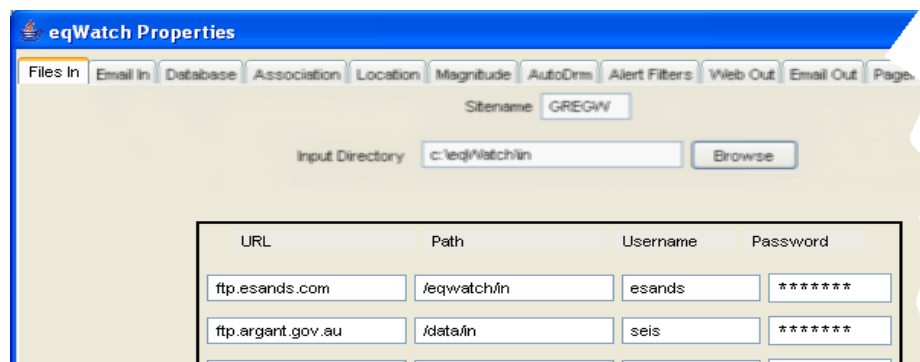 eqWatch Properties
Files In Email In Database Association Location Magnitude AutoDrm Alert Filters Web Out Email Out
Sitename GREGW
Input Directory c:\eqWatch\in Browse
URL Path Username Password
ftp.esands.com /eqwatch/in esands *******
ftp.argant.gov.au /data/in seis *******